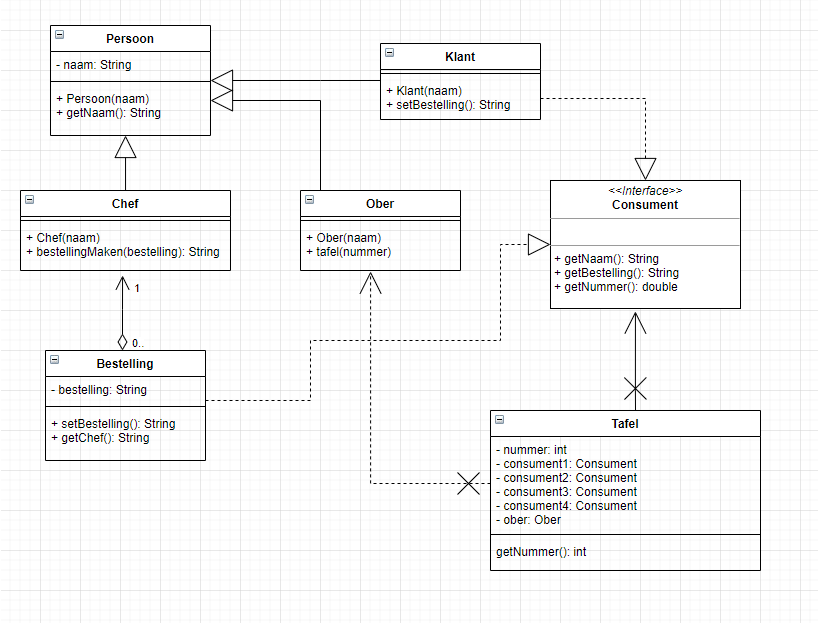 Persoon
- naam: String
+ Persoon(naam)
+ getNaam(): String
Klant
+ Klant(naam)
+ setBestelling(): String
Chef
+ Chef(naam)
+ bestellingMaken(bestelling): String
Ober
+ Ober(naam)
+ tafel(nummer)
<<Interface>>
Consument
+ getNaam(): String
+ getBestelling(): String
+ getNummer(): double
1
0..
Bestelling
- bestelling: String
+ setBestelling(): String
+ getChef(): String
Tafel
- nummer: int
- consument1: Consument
- consument2: Consument
- consument3: Consument
- consument4: Consument
- ober: Ober
getNummer(): int